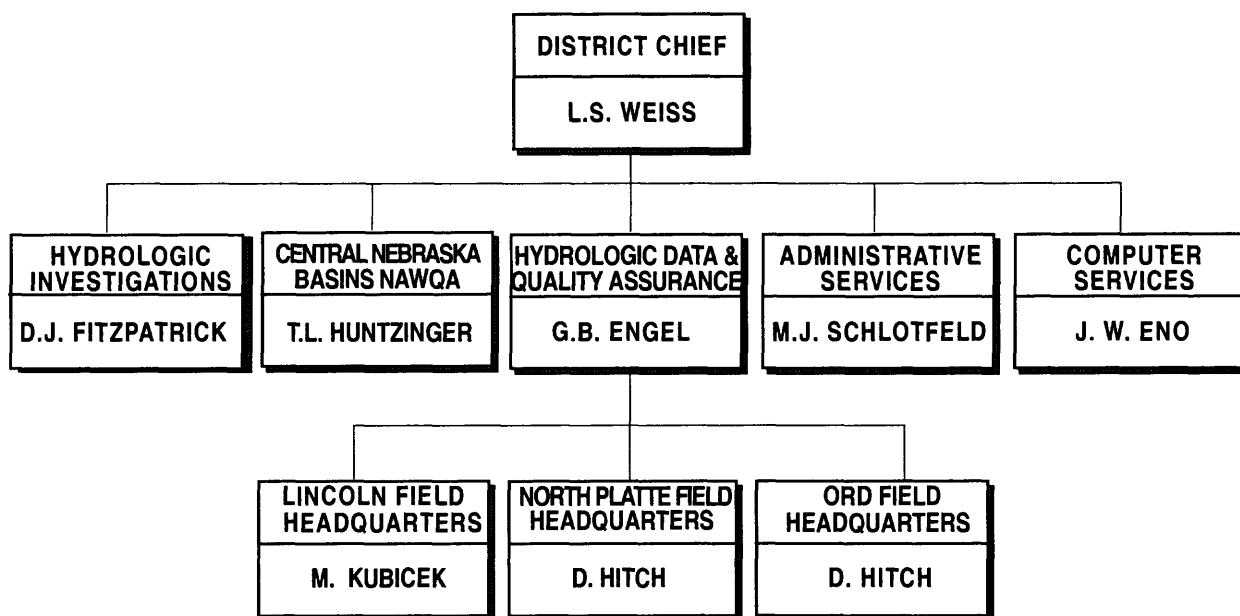 DISTRICT CHIEF
L.S. WEISS
HYDROLOGIC
INVESTIGATIONS
D.J. FITZPATRICK
CENTRAL NEBRASKA
BASINS NAWQA
T.L. HUNTZINGER
HYDROLOGIC DATA &
QUALITY ASSURANCE
G.B. ENGEL
ADMINISTRATIVE
SERVICES
M.J. SCHLOTFELD
COMPUTER
SERVICES
J. W. ENO
LINCOLN FIELD
HEADQUARTERS
M. KUBICEK
NORTH PLATTE FIELD
HEADQUARTERS
D. HITCH
ORD FIELD
HEADQUARTERS
D. HITCH